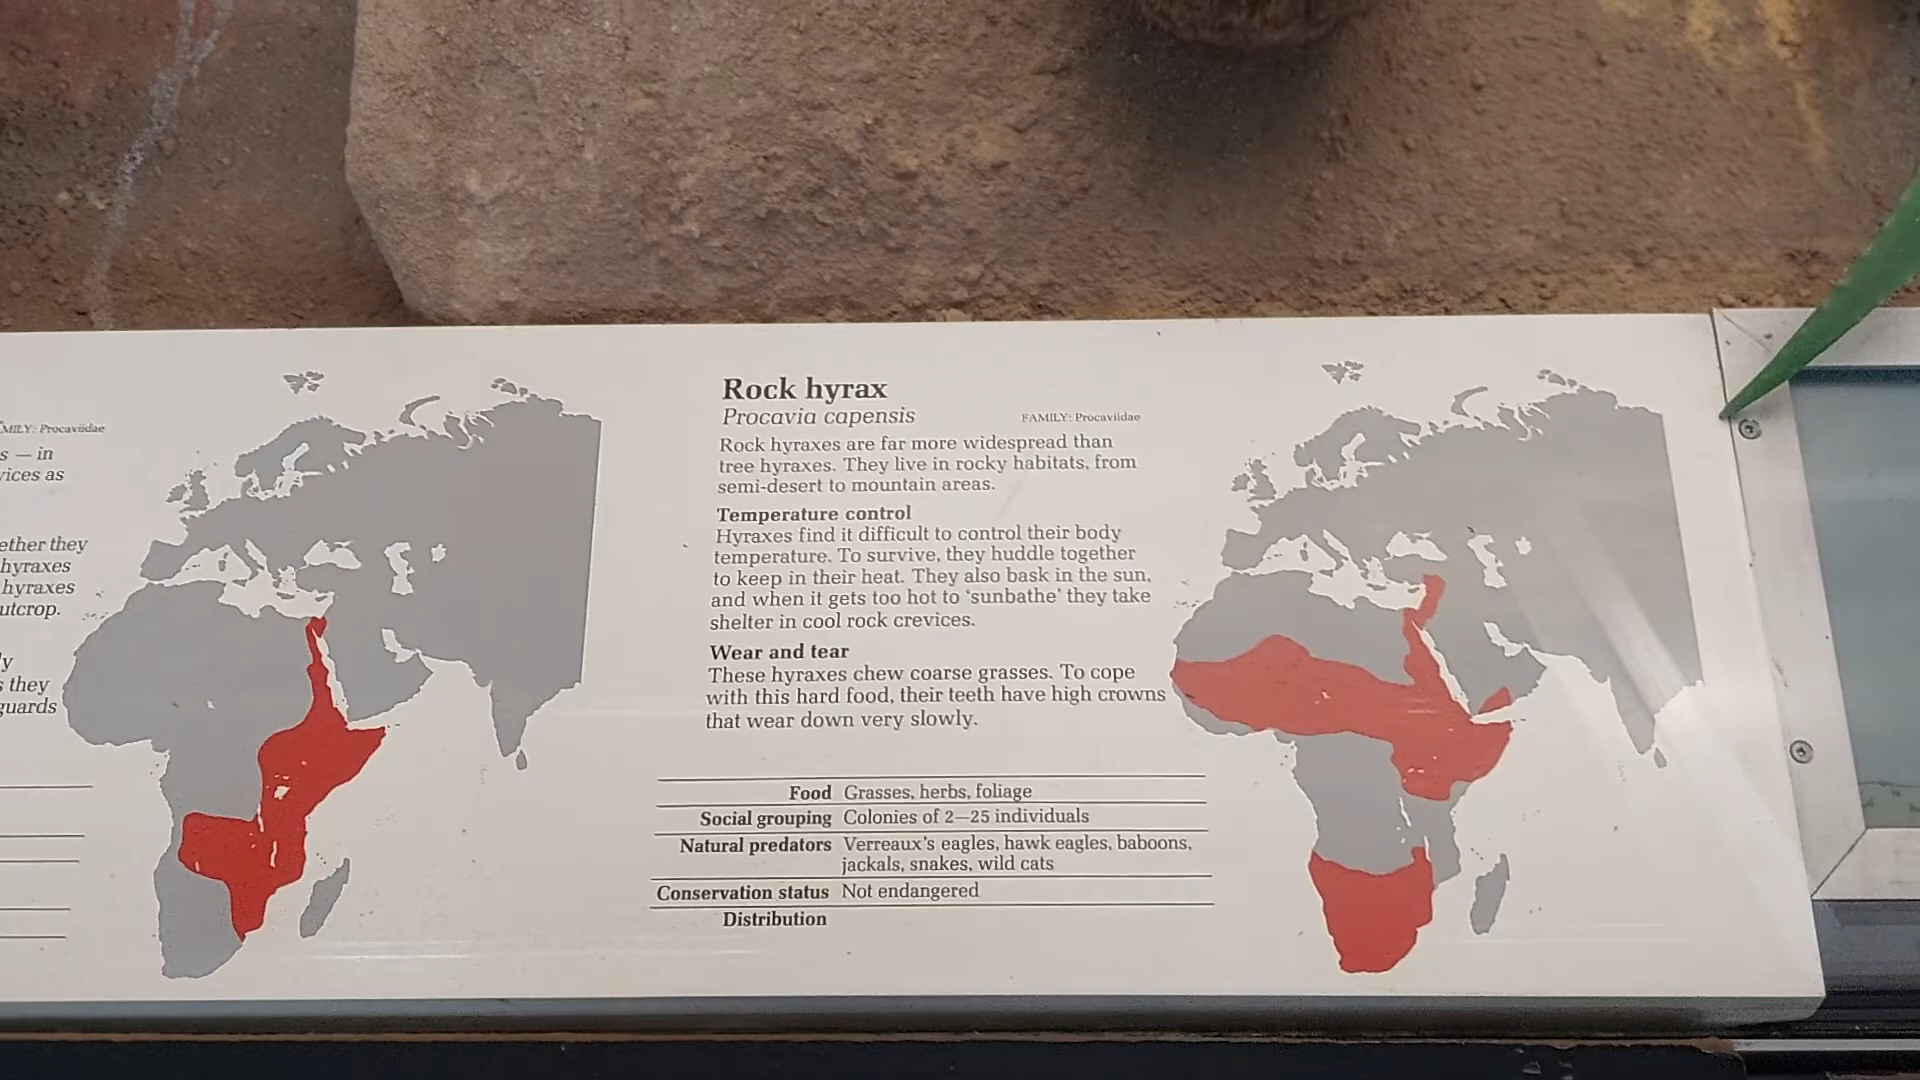 MILY: Procaviidae
s — in
vices as
ether they
hyraxes
hyraxes
utcrop.
y
s they
guards
Rock hyrax
Procavia capensis
FAMILY: Procaviidae
Rock hyraxes are far more widespread than
tree hyraxes. They live in rocky habitats, from
semi-desert to mountain areas.
Temperature control
Hyraxes find it difficult to control their body
temperature. To survive, they huddle together
to keep in their heat. They also bask in the sun,
and when it gets too hot to ‘sunbathe’ they take
shelter in cool rock crevices.
Wear and tear
These hyraxes chew coarse grasses. To cope
with this hard food, their teeth have high crowns
that wear down very slowly.
Food Grasses, herbs, foliage
Social grouping Colonies of 2–25 individuals
Natural predators Verreaux's eagles, hawk eagles, baboons,
jackals, snakes, wild cats
Conservation status Not endangered
Distribution